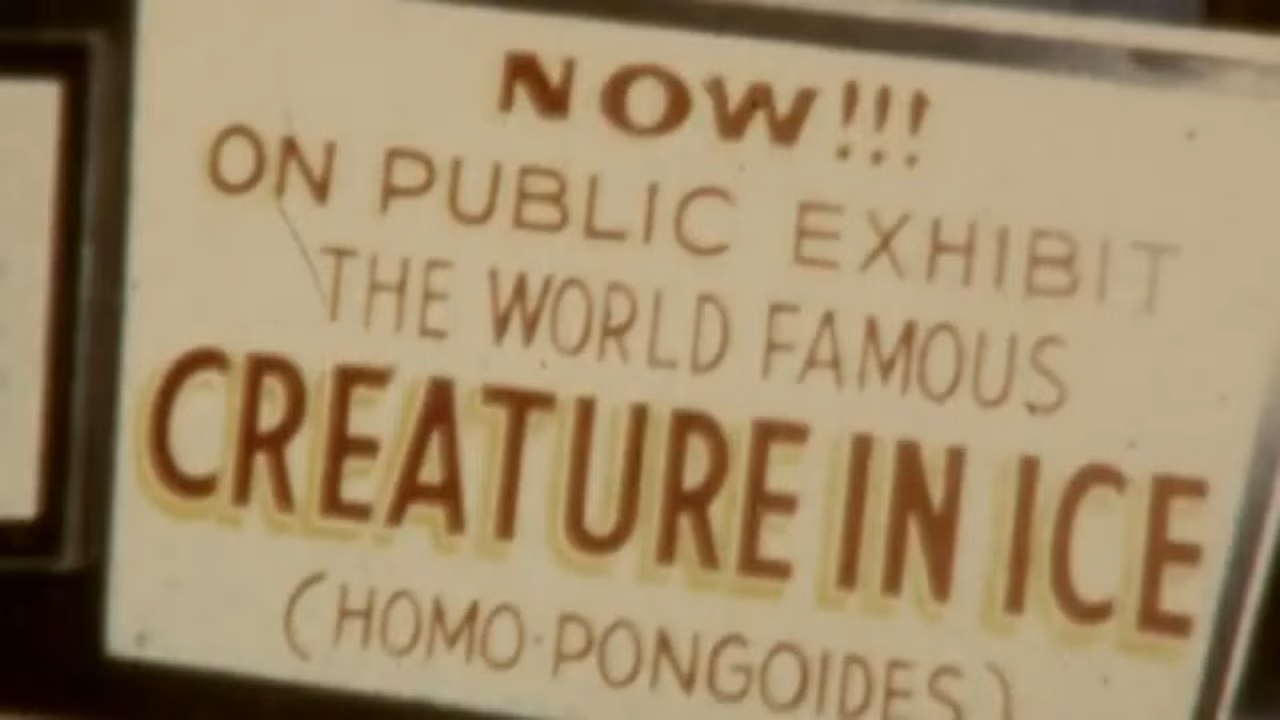 NOW!!!
ON PUBLIC EXHIBIT
THE WORLD FAMOUS
CREATURE IN ICE
(HOMO-PONGOIDES)